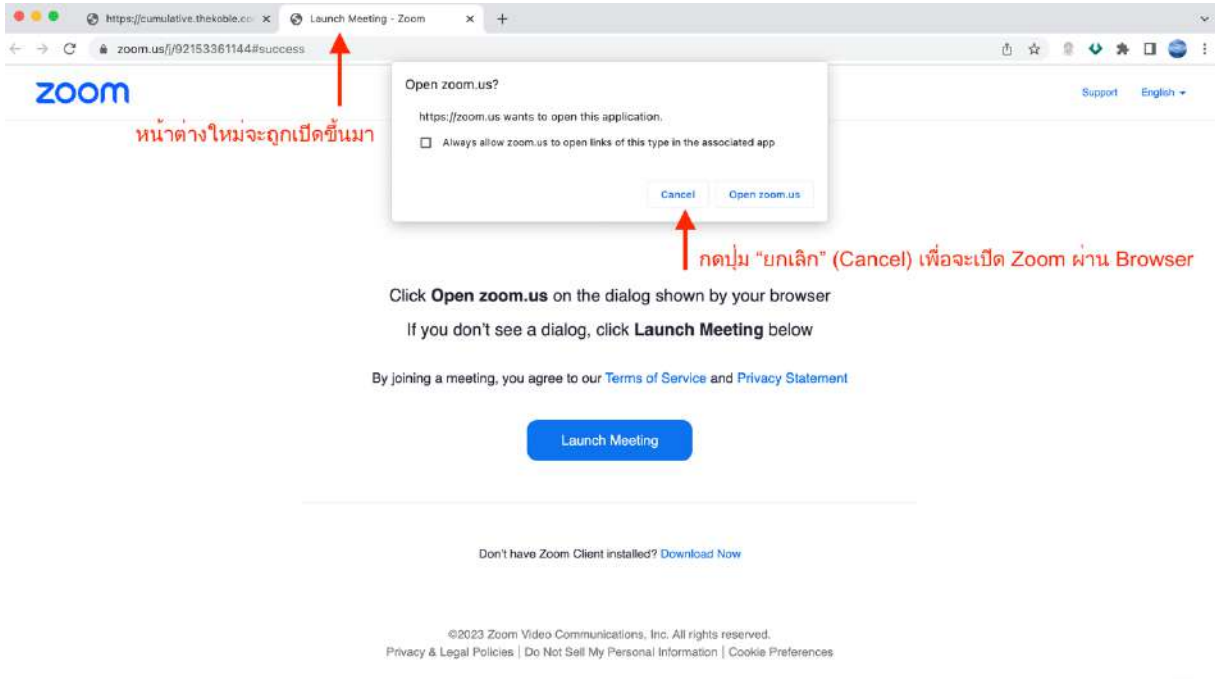 https://cumulative.thekoble.co
Launch Meeting - Zoom
zoom.us/j/92153361144#success
zoom
Support English
Open zoom.us?
https://zoom.us wants to open this application.
Always allow zoom.us to open links of this type in the associated app
Cancel Open zoom.us
หน้าต่างใหม่จะถูกเปิดขึ้นมา
กดปุ่ม “ยกเลิก” (Cancel) เพื่อจะเปิด Zoom ผ่าน Browser
Click Open zoom.us on the dialog shown by your browser
If you don’t see a dialog, click Launch Meeting below
By joining a meeting, you agree to our Terms of Service and Privacy Statement
Launch Meeting
Don’t have Zoom Client installed? Download Now
©2023 Zoom Video Communications, Inc. All rights reserved.
Privacy & Legal Policies | Do Not Sell My Personal Information | Cookie Preferences